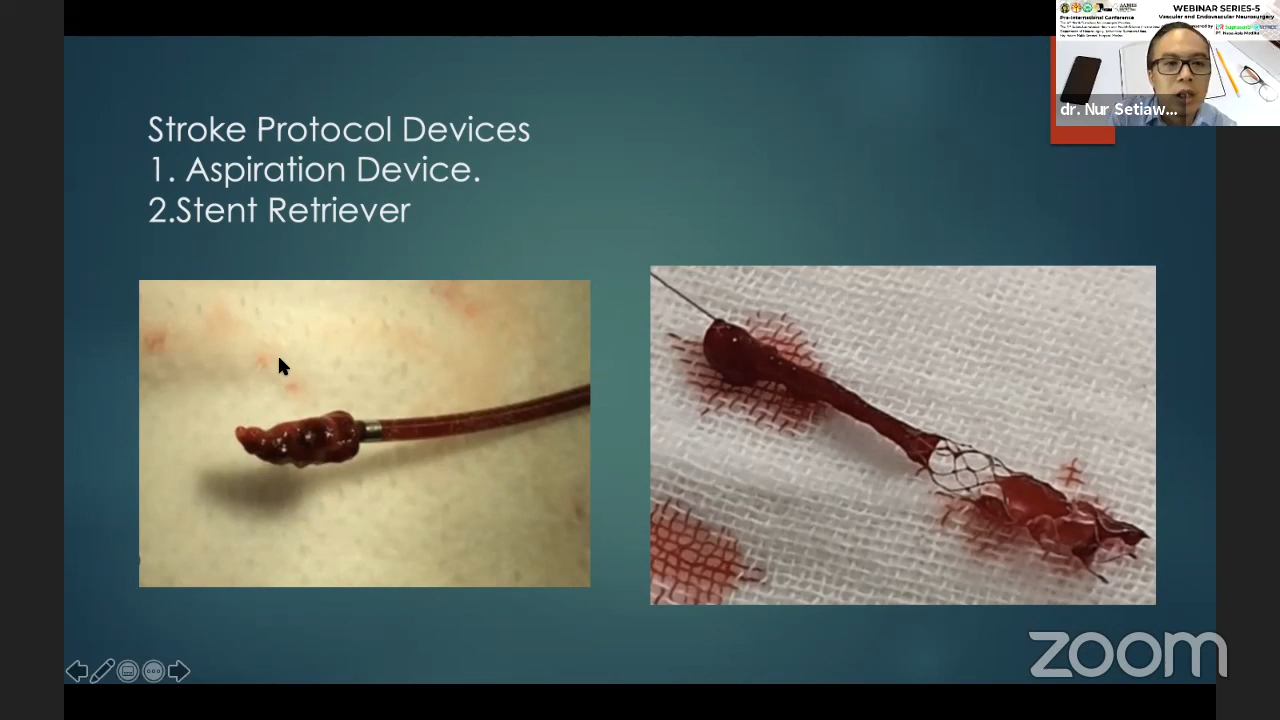 Stroke Protocol Devices
1. Aspiration Device.
2.Stent Retriever
WEBINAR SERIES-5
Pre-International Conference
Vascular and Endovascular Neurosurgery
dr. Nur Setiaw...
zoom